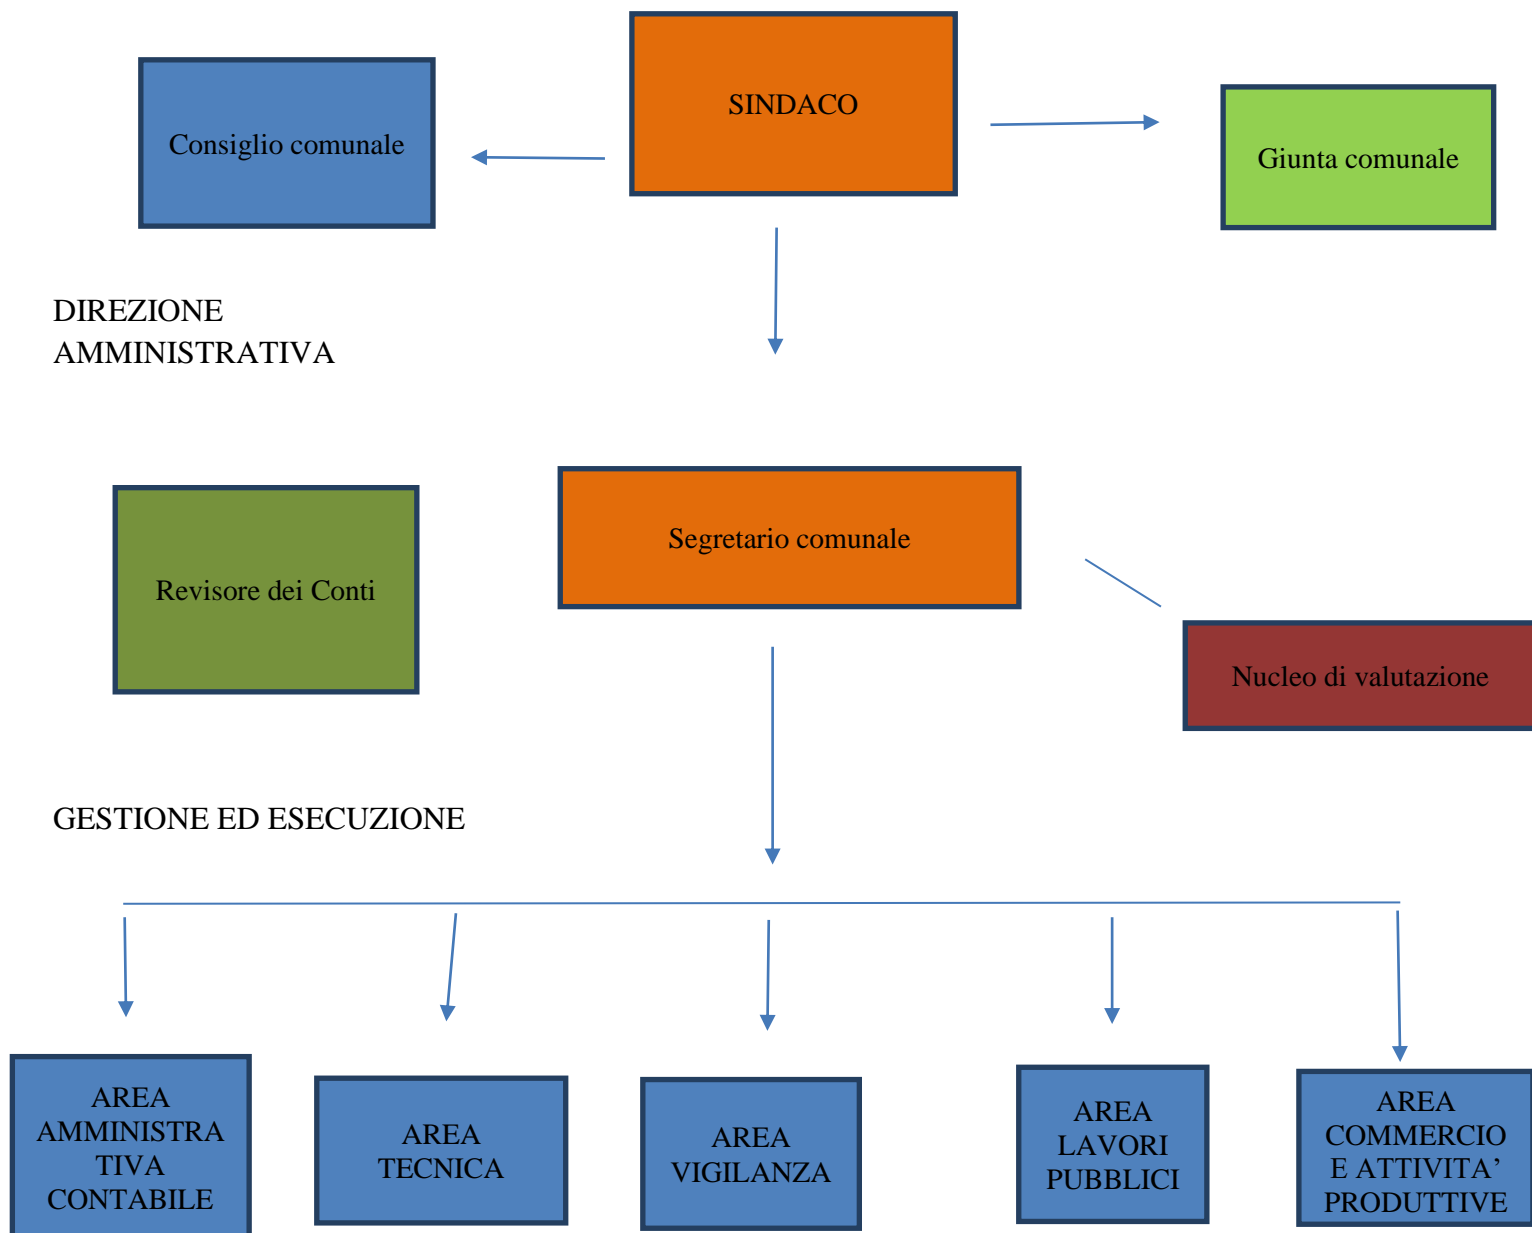 SINDACO
Consiglio comunale
Giunta comunale
DIREZIONE
AMMINISTRATIVA
Segretario comunale
Revisore dei Conti
Nucleo di valutazione
GESTIONE ED ESECUZIONE
AREA
AMMINISTRA
TIVA
CONTABILE
AREA
TECNICA
AREA
VIGILANZA
AREA
LAVORI
PUBBLICI
AREA
COMMERCIO
E ATTIVITA’
PRODUTTIVE